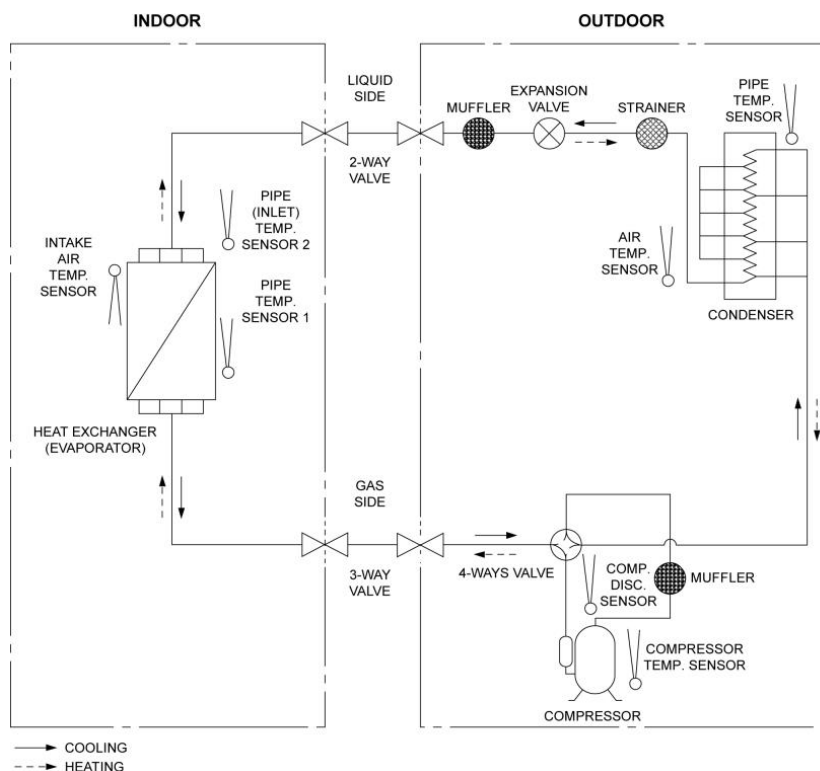 INDOOR
OUTDOOR
LIQUID
SIDE
2-WAY
VALVE
MUFFLER
EXPANSION
VALVE
STRAINER
PIPE
TEMP.
SENSOR
PIPE
(INLET)
TEMP.
SENSOR 2
INTAKE
AIR
TEMP.
SENSOR
PIPE
TEMP.
SENSOR 1
AIR
TEMP.
SENSOR
CONDENSER
HEAT EXCHANGER
(EVAPORATOR)
GAS
SIDE
3-WAY
VALVE
4-WAYS VALVE
COMP.
DISC.
SENSOR
MUFFLER
COMPRESSOR
TEMP. SENSOR
COMPRESSOR
COOLING
HEATING